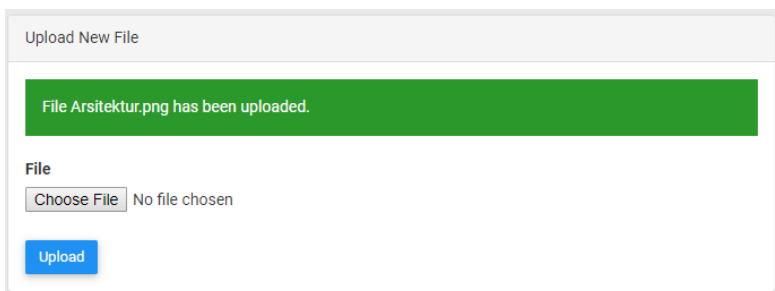 Upload New File
File Arsitektur.png has been uploaded.
File
Choose File No file chosen
Upload